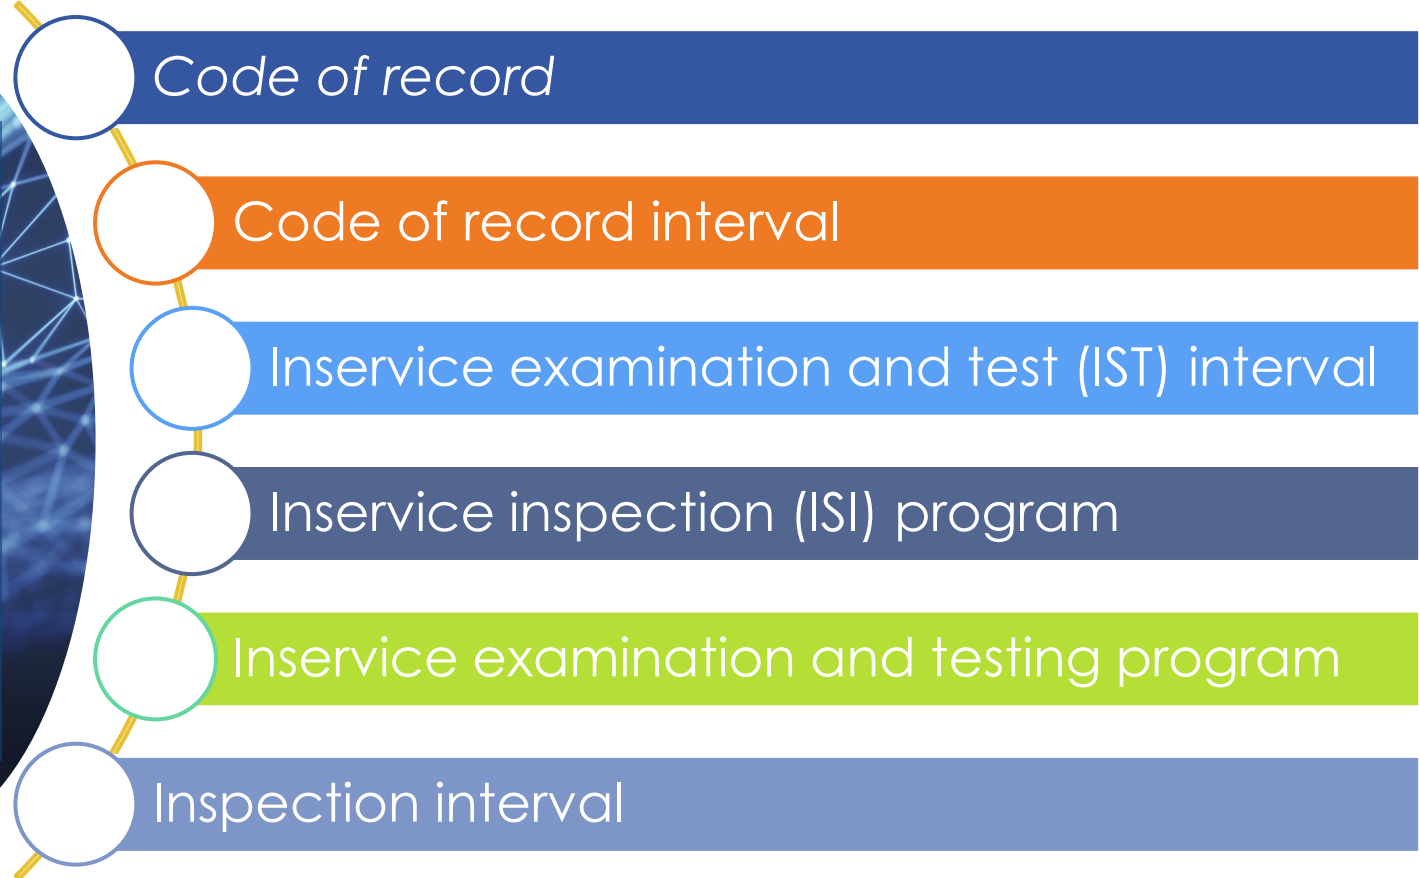 Code of record
Code of record interval
Inservice examination and test (IST) interval
Inservice inspection (ISI) program
Inservice examination and testing program
Inspection interval